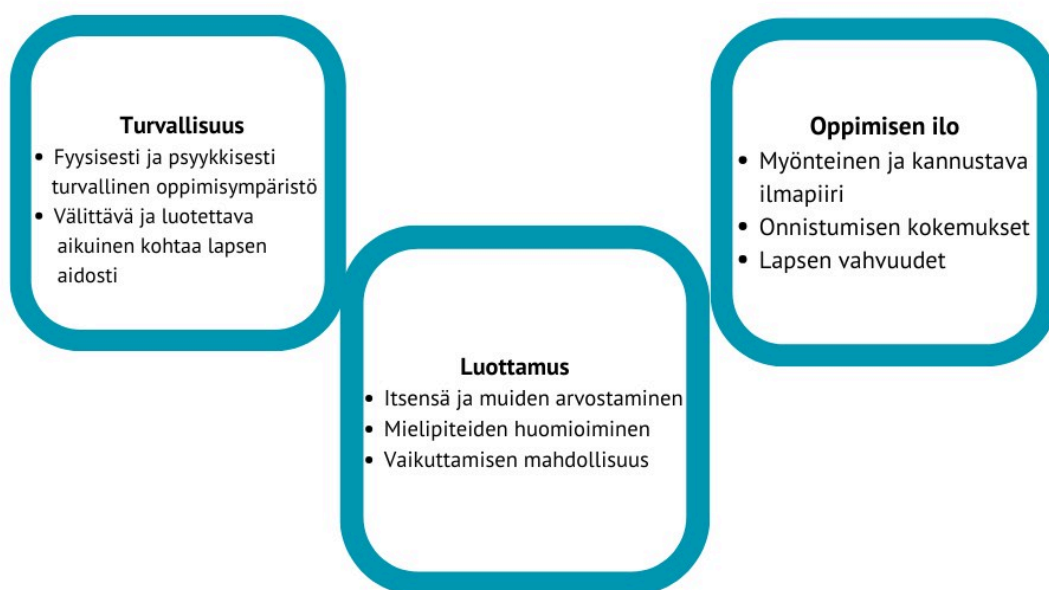 Turvallisuus
• Fyysisesti ja psyykkisesti
turvallinen oppimisympäristö
• Välittävä ja luotettava
aikuinen kohtaa lapsen
aidosti
Luottamus
• Itsensä ja muiden arvostaminen
• Mielipiteiden huomioiminen
• Vaikuttamisen mahdollisuus
Oppimisen ilo
• Myönteinen ja kannustava
ilmapiiri
• Onnistumisen kokemukset
• Lapsen vahvuudet